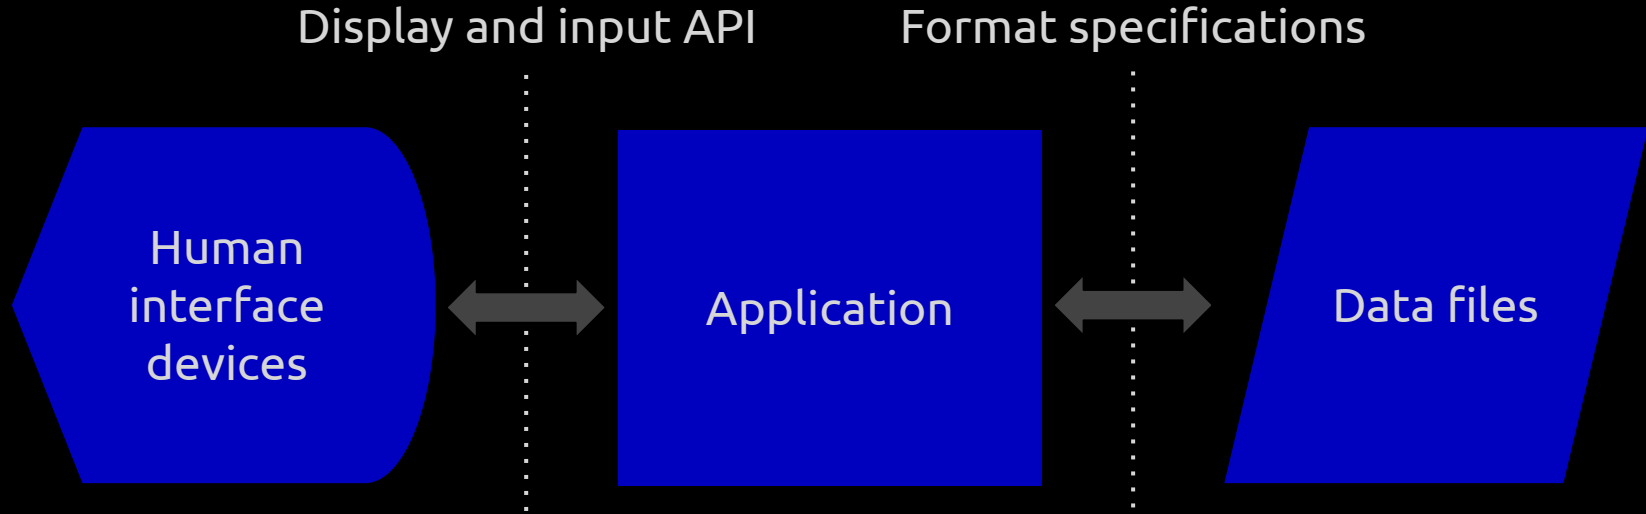 Display and input API
Format specifications
Human
interface
devices
Application
Data files